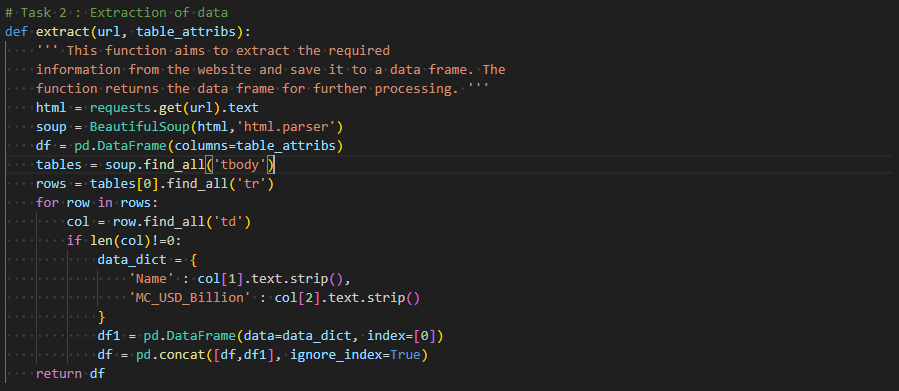 # Task 2 : Extraction of data
def extract(url, table_attribs):
    ''' This function aims to extract the required
    information from the website and save it to a data frame. The
    function returns the data frame for further processing. '''
    html = requests.get(url).text
    soup = BeautifulSoup(html,'html.parser')
    df = pd.DataFrame(columns=table_attribs)
    tables = soup.find_all('tbody')
    rows = tables[0].find_all('tr')
    for row in rows:
        col = row.find_all('td')
        if len(col)!=0:
            data_dict = {
                'Name' : col[1].text.strip(),
                'MC_USD_Billion' : col[2].text.strip()
            }
            df1 = pd.DataFrame(data=data_dict, index=[0])
            df = pd.concat([df,df1], ignore_index=True)
    return df